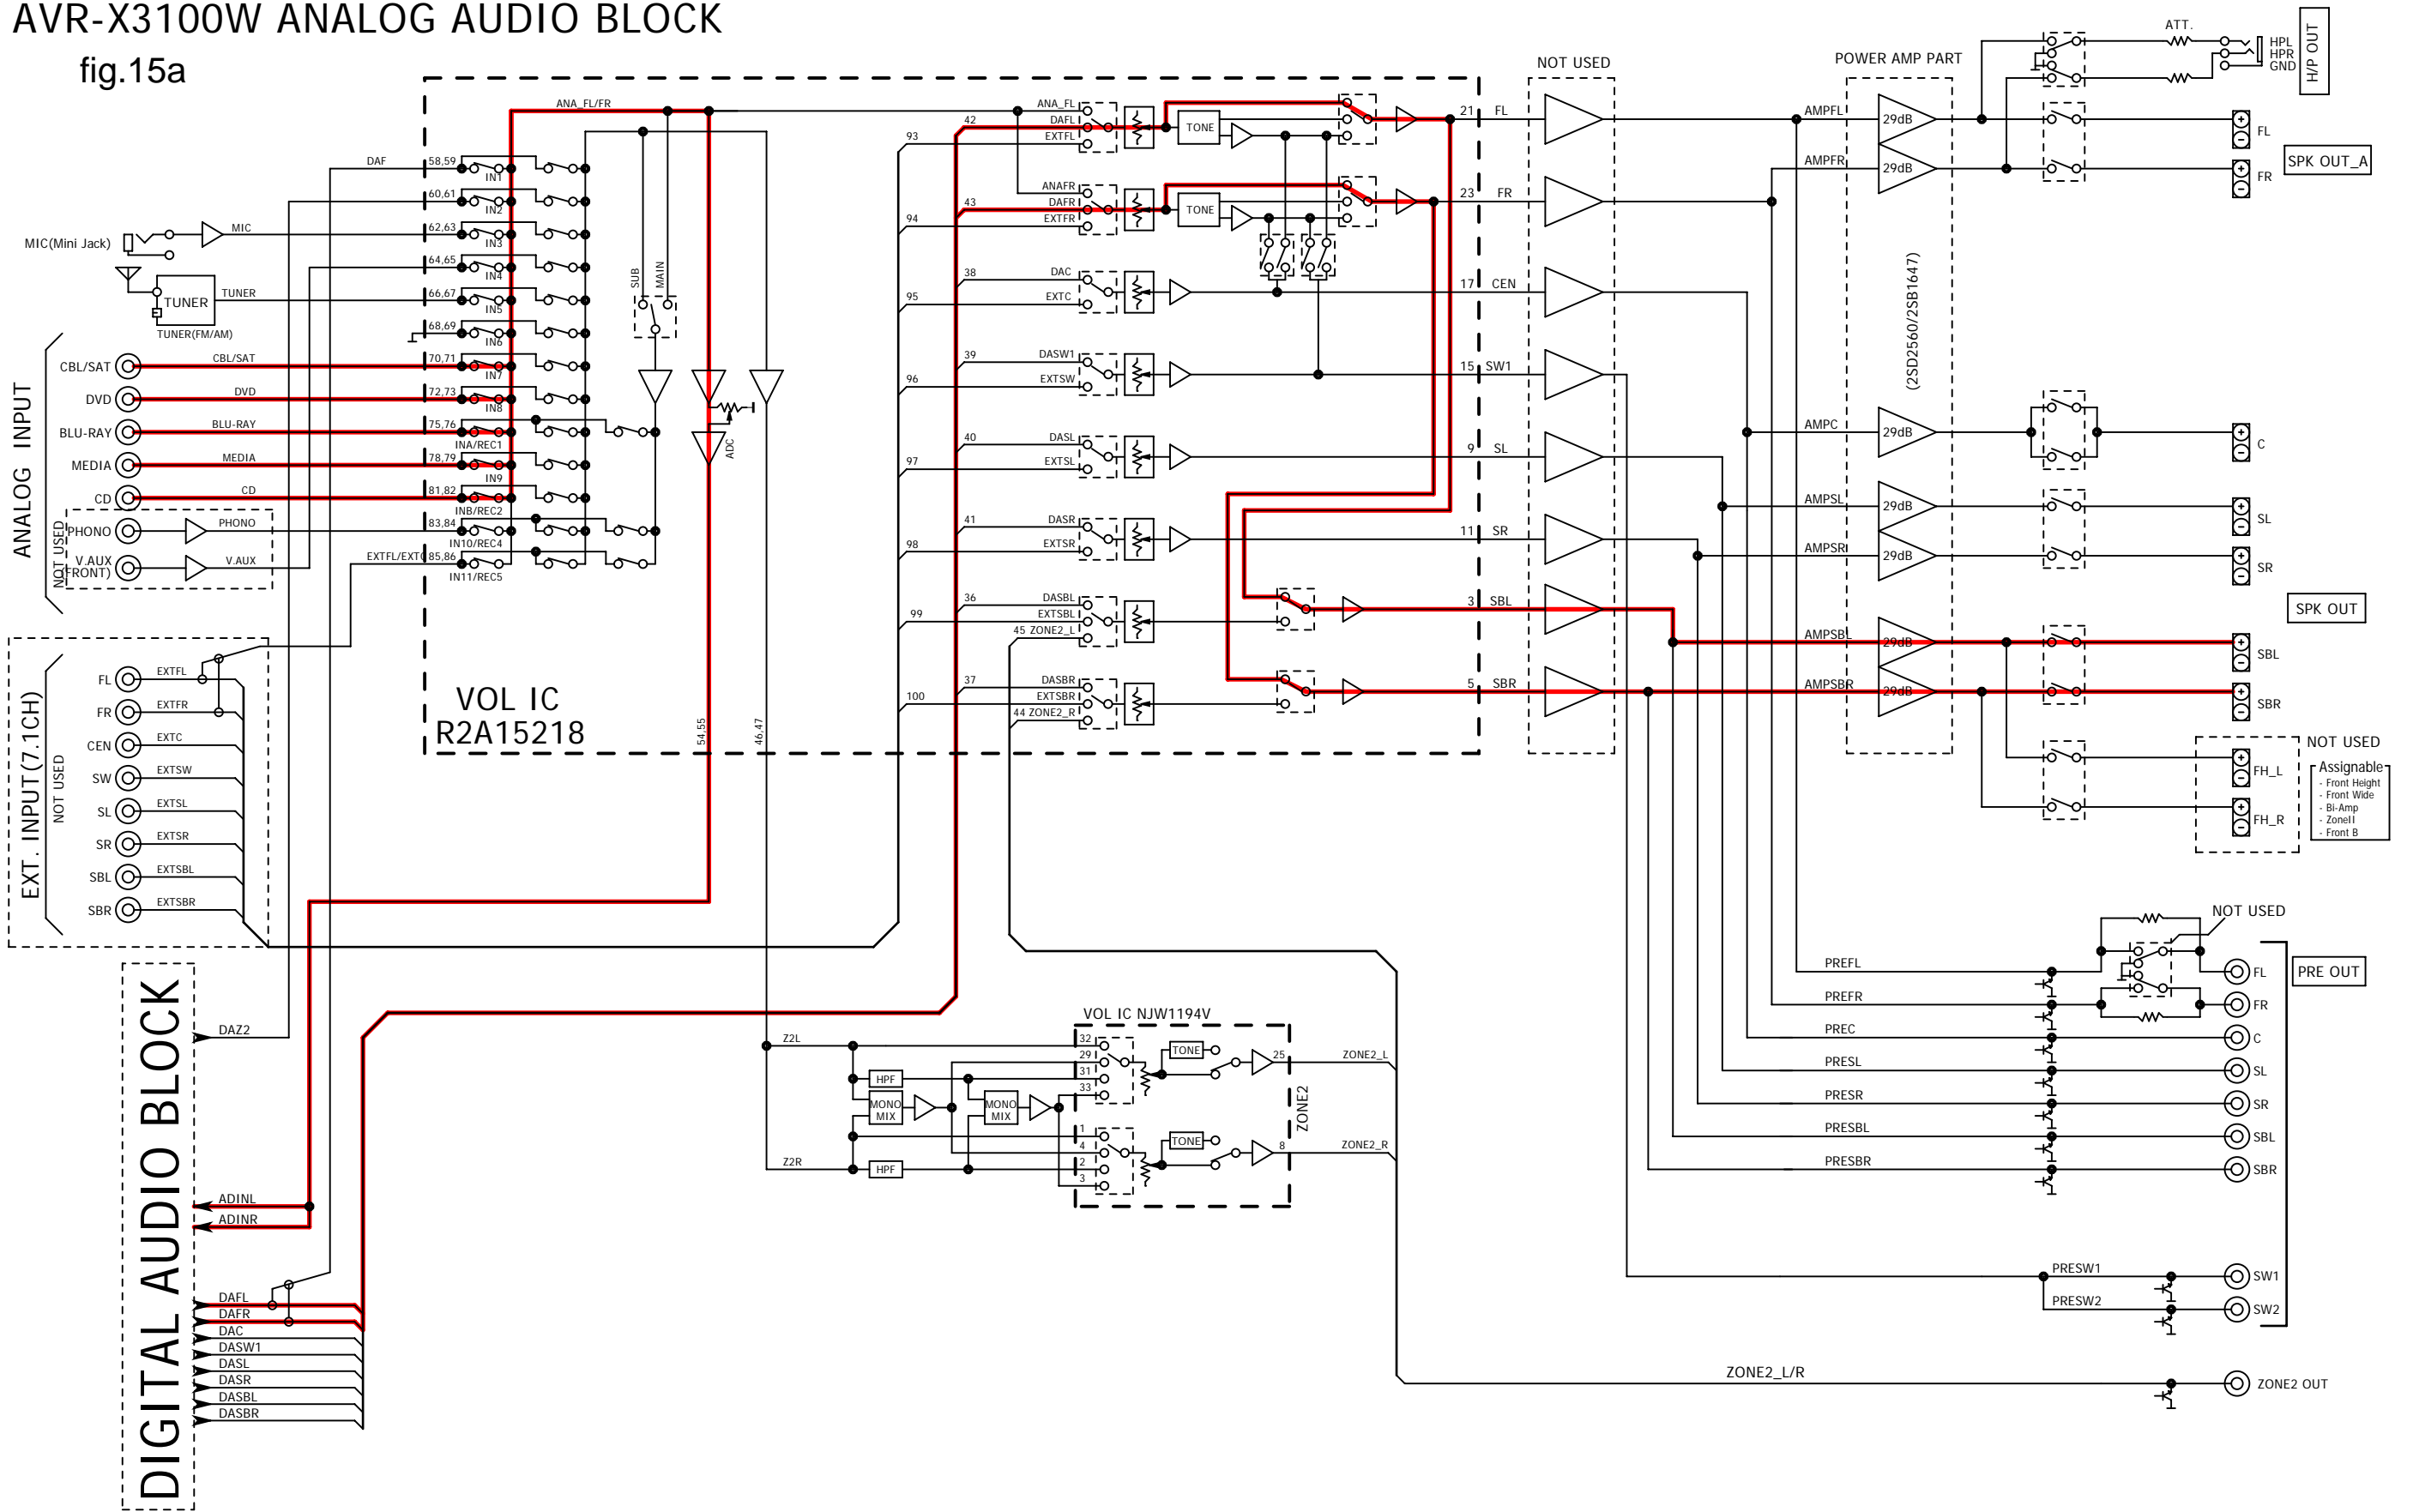 AVR-X3100W ANALOG AUDIO BLOCK
fig.15a
ANALOG INPUT
MIC(Mini Jack)
MIC
TUNER
TUNER
TUNER(FM/AM)
CBL/SAT
CBL/SAT
DVD
DVD
BLU-RAY
BLU-RAY
MEDIA
MEDIA
CD
CD
NOT USED
PHONO
PHONO
V.AUX
(FRONT)
V.AUX
DAF
EXT. INPUT(7.1CH)
NOT USED
FL EXTFL
FR EXTFR
CEN EXTC
SW EXTSW
SL EXTSL
SR EXTSR
SBL EXTSBL
SBR EXTSBR
DIGITAL AUDIO BLOCK
DAZ2
ADINL
ADINR
DAFL
DAFR
DAC
DASW1
DASL
DASR
DASBL
DASBR
ANA_FL/FR
58,59
IN1
60,61
IN2
62,63
IN3
64,65
IN4
66,67
IN5
68,69
IN6
70,71
IN7
72,73
IN8
75,76
INA/REC1
78,79
IN9
81,82
INB/REC2
83,84
IN10/REC4
EXTFL/EXTC
85,86
IN11/REC5
SUB
MAIN
ADC
54,55
46,47
VOL IC
R2A15218
ANA_FL
42 DAFL
93 EXTFL
TONE
21 FL
ANAFR
43 DAFR
94 EXTFR
TONE
23 FR
38 DAC
95 EXTC
17 CEN
39 DASW1
96 EXTSW
15 SW1
40 DASL
97 EXTSL
9 SL
41 DASR
98 EXTSR
11 SR
36 DASBL
99 EXTSBL
45 ZONE2_L
3 SBL
37 DASBR
100 EXTSBR
44 ZONE2_R
5 SBR
NOT USED
POWER AMP PART
(2SD2560/2SB1647)
AMPFL
29dB
AMPFR
29dB
AMPC
29dB
AMPSL
29dB
AMPSR
29dB
AMPSBL
29dB
AMPSBR
29dB
ATT.
HPL
HPR
GND
H/P OUT
FL
FR
SPK OUT_A
C
SL
SR
SPK OUT
SBL
SBR
NOT USED
FH_L
FH_R
Assignable
- Front Height
- Front Wide
- Bi-Amp
- ZoneII
- Front B
NOT USED
PRE OUT
PREFL FL
PREFR FR
PREC C
PRESL SL
PRESR SR
PRESBL SBL
PRESBR SBR
PRESW1 SW1
PRESW2 SW2
ZONE2_L/R
ZONE2 OUT
VOL IC NJW1194V
Z2L
Z2R
HPF
MONO
MIX
MONO
MIX
HPF
32
29
31
33
TONE
25
ZONE2_L
1
4
2
3
TONE
8
ZONE2_R
ZONE2